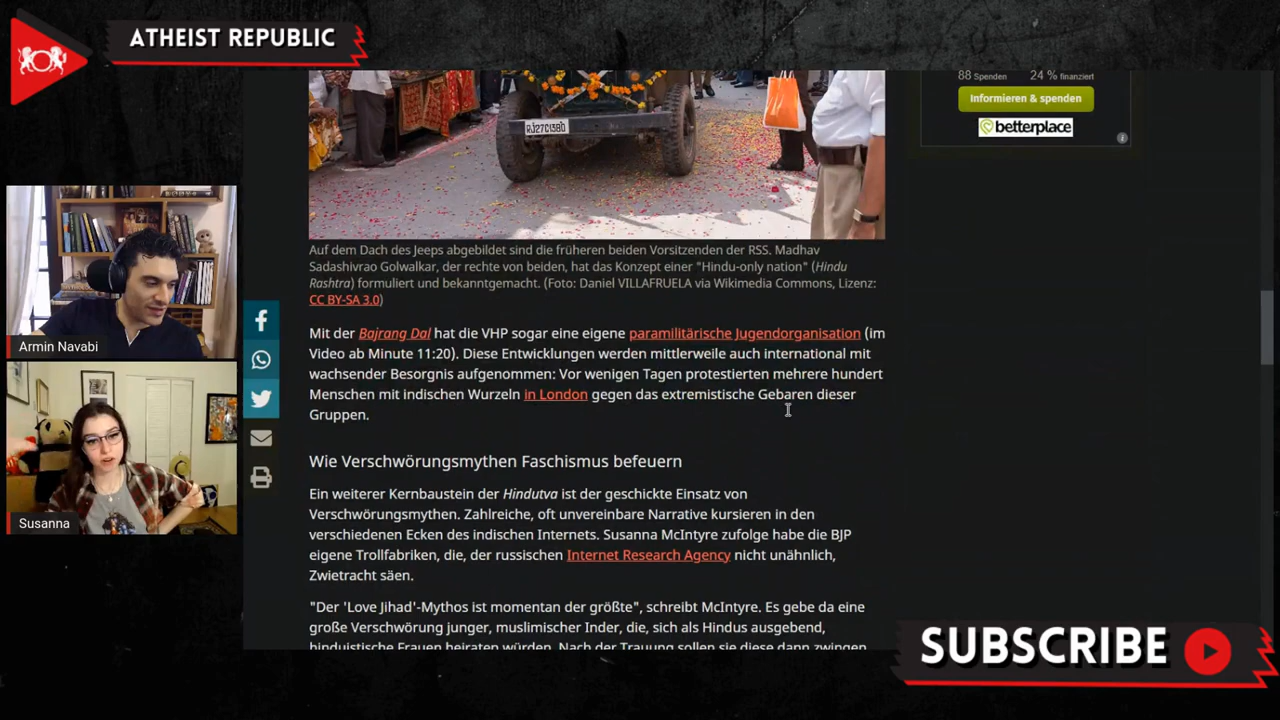 ATHEIST REPUBLIC
88 Spenden 24 % finanziert
Informieren & spenden
betterplace
RJ27C1380
Auf dem Dach des Jeeps abgebildet sind die früheren beiden Vorsitzenden der RSS. Madhav
Sadashivrao Golwalkar, der rechte von beiden, hat das Konzept einer "Hindu-only nation" (Hindu
Rashtra) formuliert und bekanntgemacht. (Foto: Daniel VILLAFRUELA via Wikimedia Commons, Lizenz:
CC BY-SA 3.0)
Mit der Bajrang Dal hat die VHP sogar eine eigene paramilitärische Jugendorganisation (im
Video ab Minute 11:20). Diese Entwicklungen werden mittlerweile auch international mit
wachsender Besorgnis aufgenommen: Vor wenigen Tagen protestierten mehrere hundert
Menschen mit indischen Wurzeln in London gegen das extremistische Gebaren dieser
Gruppen.
Wie Verschwörungsmythen Faschismus befeuern
Ein weiterer Kernbaustein der Hindutva ist der geschickte Einsatz von
Verschwörungsmythen. Zahlreiche, oft unvereinbare Narrative kursieren in den
verschiedenen Ecken des indischen Internets. Susanna McIntyre zufolge habe die BJP
eigene Trollfabriken, die, der russischen Internet Research Agency nicht unähnlich,
Zwietracht säen.
"Der 'Love Jihad'-Mythos ist momentan der größte", schreibt McIntyre. Es gebe da eine
große Verschwörung junger, muslimischer Inder, die, sich als Hindus ausgebend,
hinduistische Frauen heiraten würden. Nach der Trauung sollen sie diese dann zwingen
Armin Navabi
Susanna
SUBSCRIBE